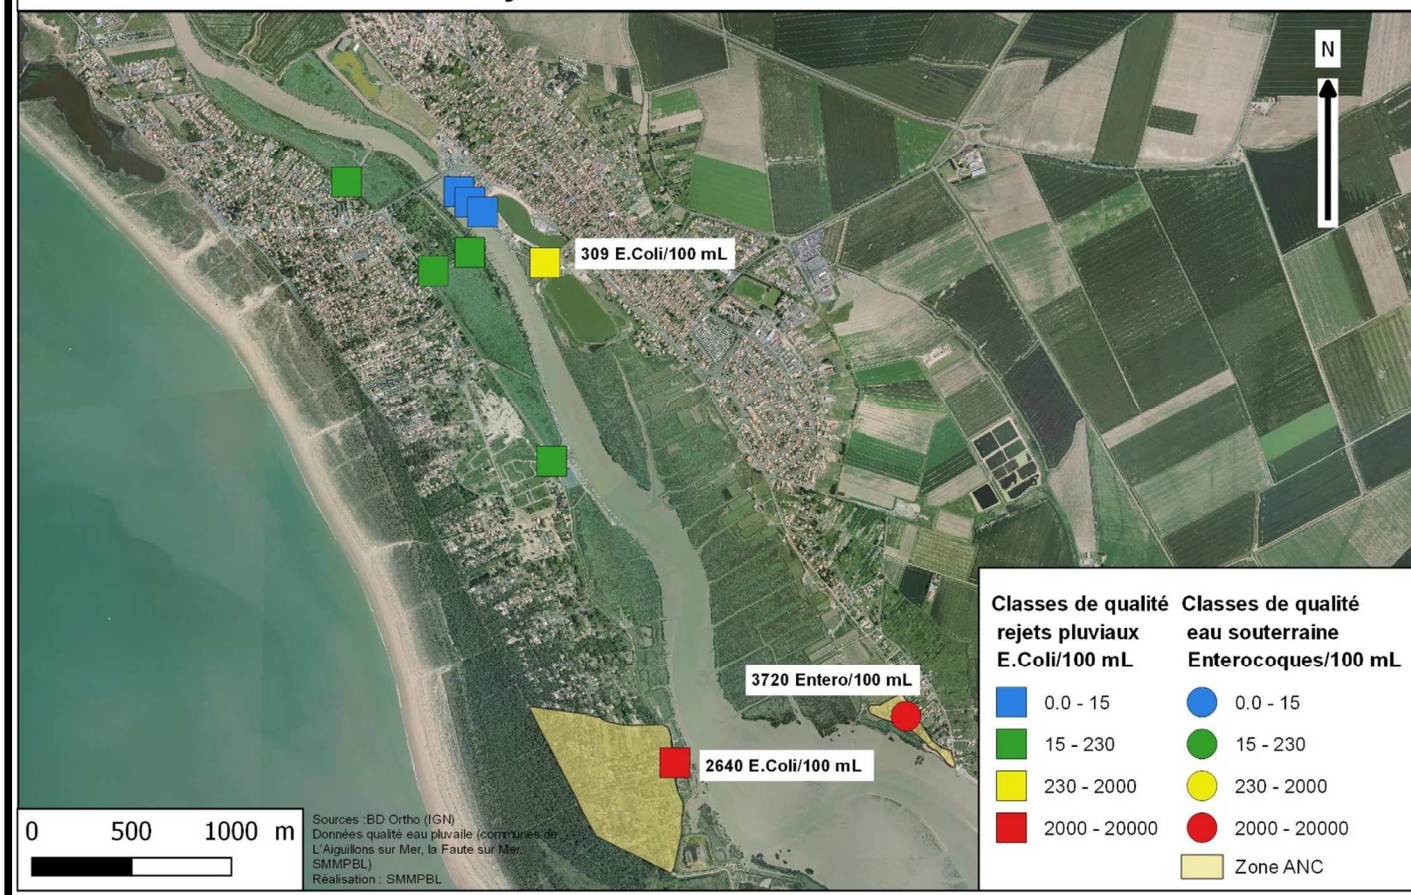 N
309 E.Coli/100 mL
3720 Entero/100 mL
2640 E.Coli/100 mL
Classes de qualité
rejets pluviaux
E.Coli/100 mL
0.0 - 15
15 - 230
230 - 2000
2000 - 20000
Classes de qualité
eau souterraine
Enterocoques/100 mL
0.0 - 15
15 - 230
230 - 2000
2000 - 20000
Zone ANC
0 500 1000 m
Sources :BD Ortho (IGN)
Données qualité eau pluvaile (communes de
L'Aiguillons sur Mer, la Faute sur Mer,
SMMPBL)
Réalisation : SMMPBL